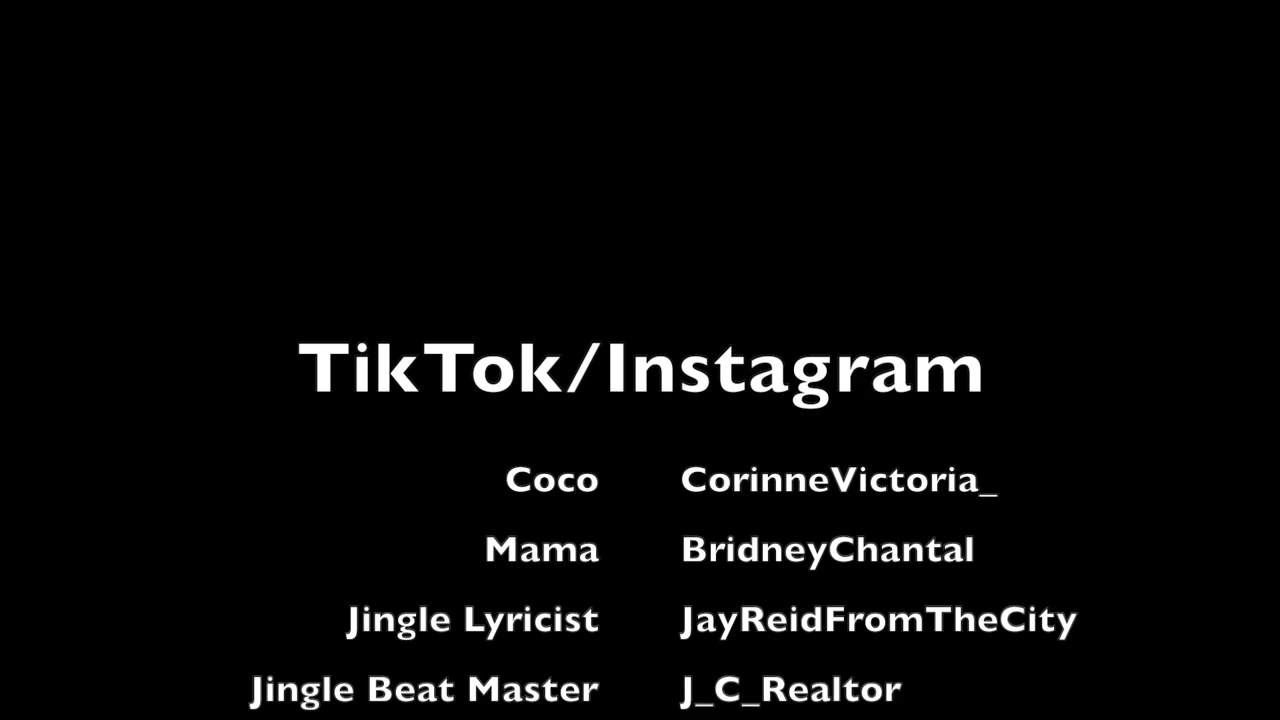 TikTok/Instagram
Coco CorinneVictoria_
Mama BridneyChantal
Jingle Lyricist JayReidFromTheCity
Jingle Beat Master J_C_Realtor